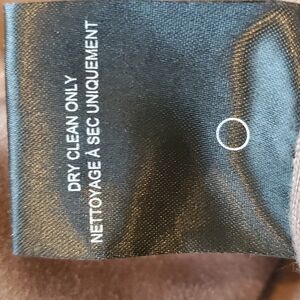 DRY CLEAN ONLY
NETTOYAGE À SEC UNIQUEMENT